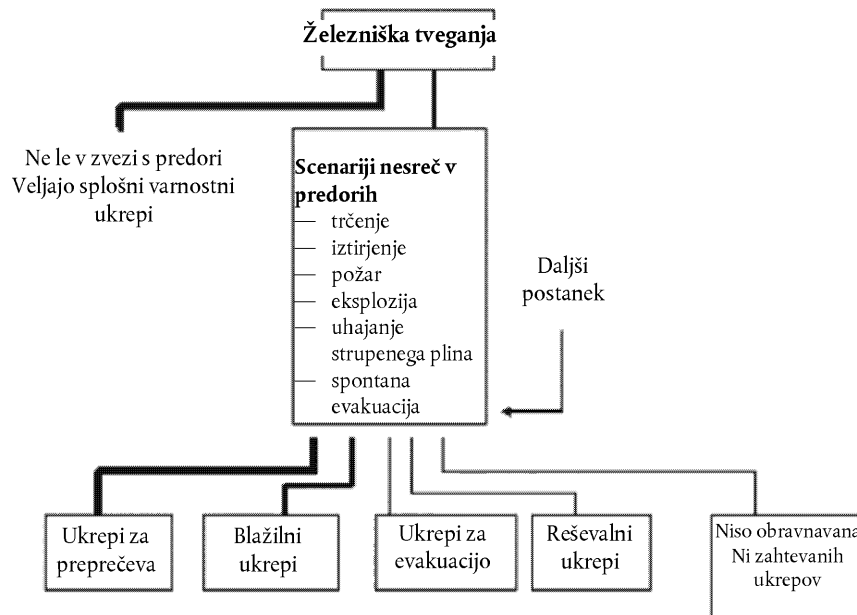 Železniška tveganja
Ne le v zvezi s predori
Veljajo splošni varnostni
ukrepi
Scenariji nesreč v
predorih
— trčenje
— iztirjenje
— požar
— eksplozija
— uhajanje
strupenega plina
— spontana
evakuacija
Daljši
postanek
Ukrepi za
preprečeva
Blažilni
ukrepi
Ukrepi za
evakuacijo
Reševalni
ukrepi
Niso obravnavana
Ni zahtevanih
ukrepov